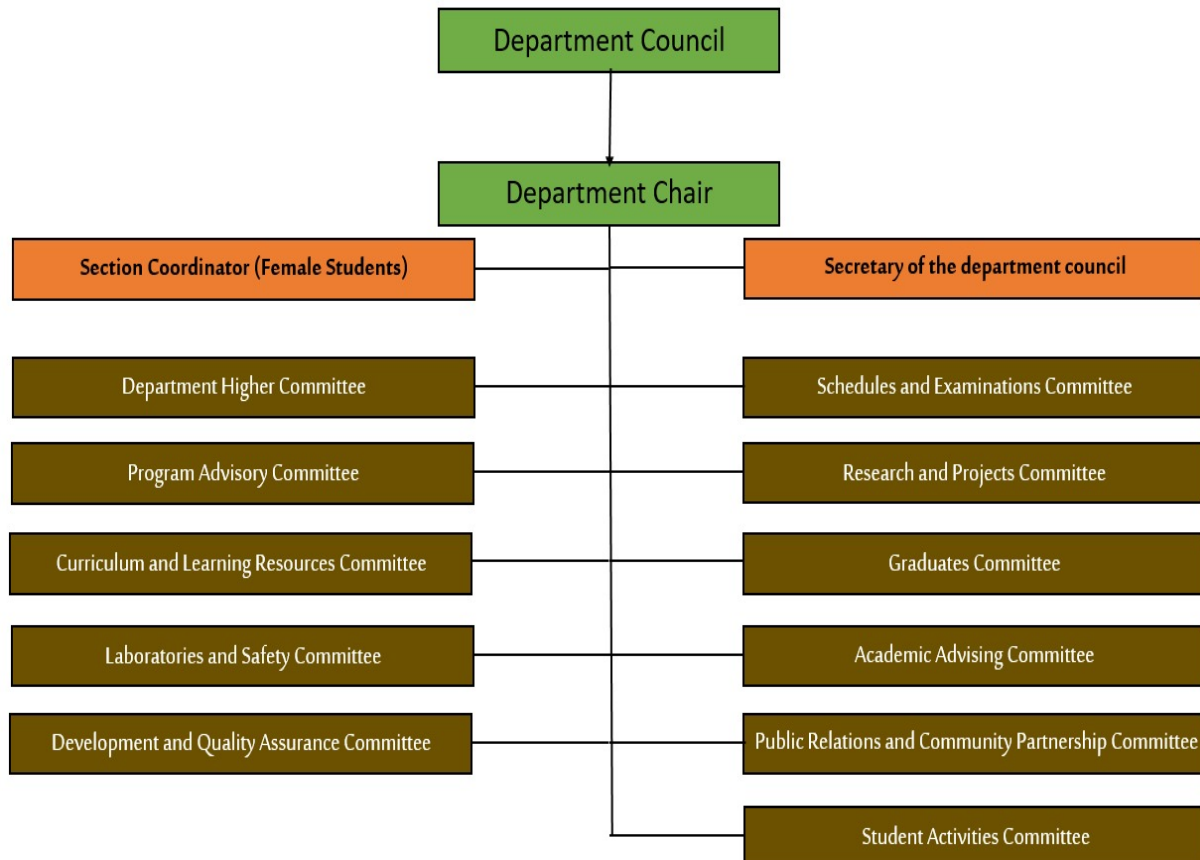 Department Council
Department Chair
Section Coordinator (Female Students)
Secretary of the department council
Department Higher Committee
Schedules and Examinations Committee
Program Advisory Committee
Research and Projects Committee
Curriculum and Learning Resources Committee
Graduates Committee
Laboratories and Safety Committee
Academic Advising Committee
Development and Quality Assurance Committee
Public Relations and Community Partnership Committee
Student Activities Committee